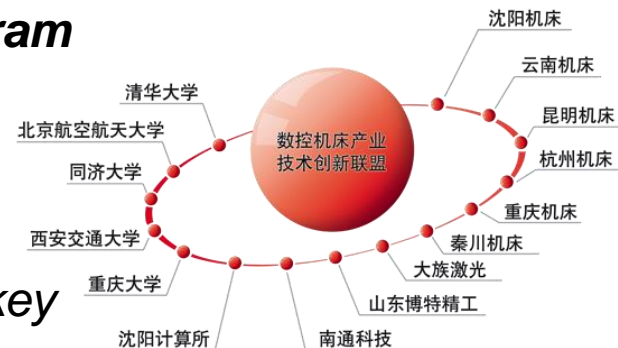 ram
沈阳机床
云南机床
清华大学
昆明机床
北京航空航天大学
数控机床产业
技术创新联盟
杭州机床
同济大学
重庆机床
西安交通大学
秦川机床
大族激光
重庆大学
山东博特精工
key
沈阳计算所
南通科技